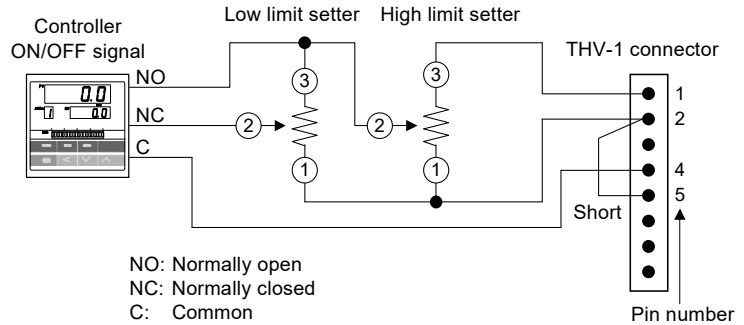 Controller
ON/OFF signal
Low limit setter
High limit setter
THV-1 connector
NO
NC
C
0.0
1
0.0
3
2
1
3
2
1
1
2
4
5
Short
Pin number
NO: Normally open
NC: Normally closed
C: Common